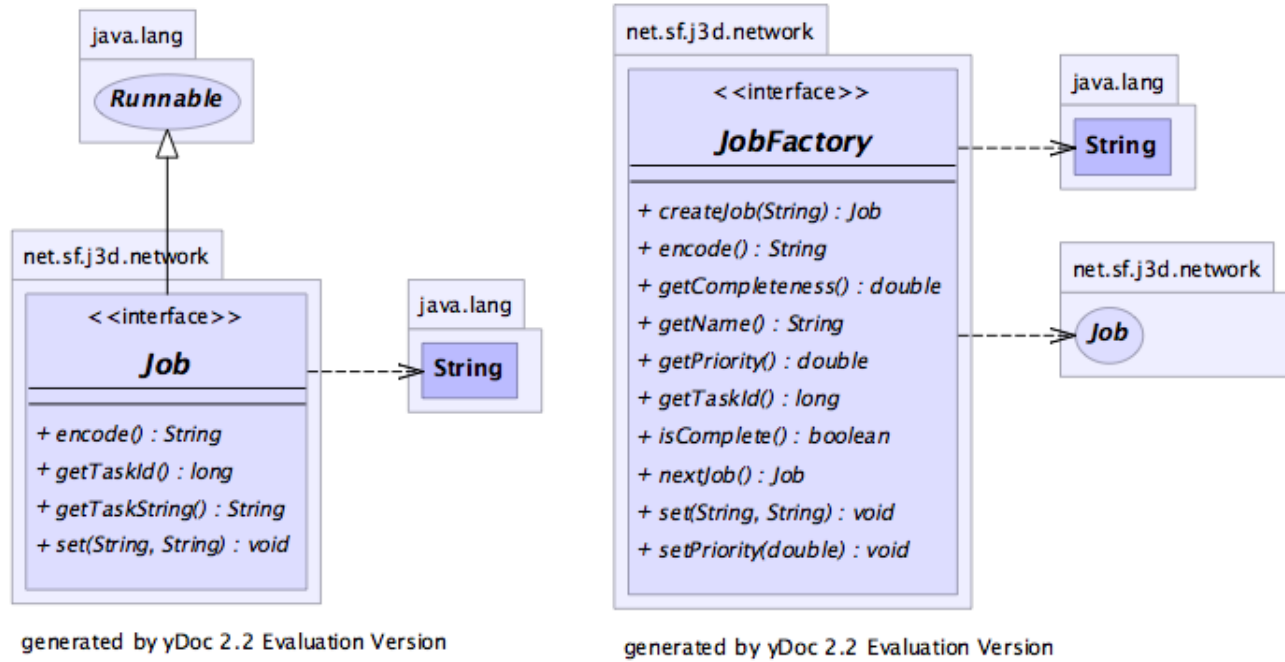 java.lang
Runnable
net.sf.j3d.network
<<interface>>
Job
+ encode() : String
+ getTaskId() : long
+ getTaskString() : String
+ set(String, String) : void
java.lang
String
generated by yDoc 2.2 Evaluation Version
net.sf.j3d.network
<<interface>>
JobFactory
+ createJob(String) : Job
+ encode() : String
+ getCompleteness() : double
+ getName() : String
+ getPriority() : double
+ getTaskId() : long
+ isComplete() : boolean
+ nextJob() : Job
+ set(String, String) : void
+ setPriority(double) : void
java.lang
String
net.sf.j3d.network
Job
generated by yDoc 2.2 Evaluation Version